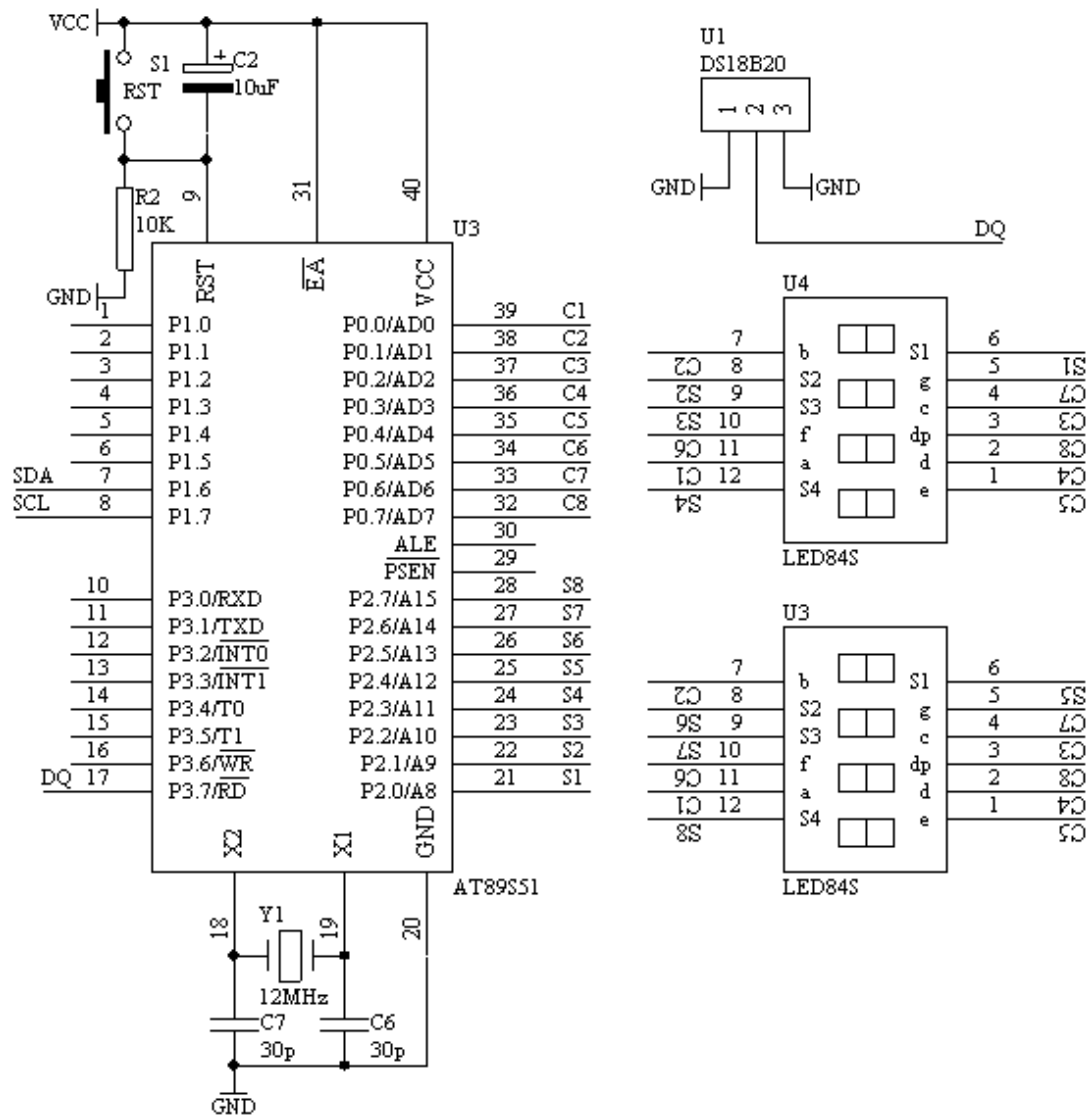 VCC
S1
C2
RST
10uF
R2
10K
GND
9
31
40
U3
RST
EA
VCC
1 P1.0
2 P1.1
3 P1.2
4 P1.3
5 P1.4
6 P1.5
SDA 7 P1.6
SCL 8 P1.7
10 P3.0/RXD
11 P3.1/TXD
12 P3.2/INT0
13 P3.3/INT1
14 P3.4/T0
15 P3.5/T1
16 P3.6/WR
DQ 17 P3.7/RD
P0.0/AD0 39 C1
P0.1/AD1 38 C2
P0.2/AD2 37 C3
P0.3/AD3 36 C4
P0.4/AD4 35 C5
P0.5/AD5 34 C6
P0.6/AD6 33 C7
P0.7/AD7 32 C8
ALE 30
PSEN 29
P2.7/A15 28 S8
P2.6/A14 27 S7
P2.5/A13 26 S6
P2.4/A12 25 S5
P2.3/A11 24 S4
P2.2/A10 23 S3
P2.1/A9 22 S2
P2.0/A8 21 S1
X2
X1
GND
AT89S51
18
Y1
19
20
12MHz
C7
30p
C6
30p
GND
U1
DS18B20
1 2 3
GND
GND
DQ
U4
7 b S1 6
C2 8 S2 g 5 S1
S2 9 S3 c 4 C7
S3 10 f dp 3 C3
C6 11 a d 2 C8
C1 12 S4 e 1 C4
S4 C5
LED84S
U3
7 b S1 6
C2 8 S2 g 5 S5
S6 9 S3 c 4 C7
S7 10 f dp 3 C3
C6 11 a d 2 C8
C1 12 S4 e 1 C4
S8 C5
LED84S